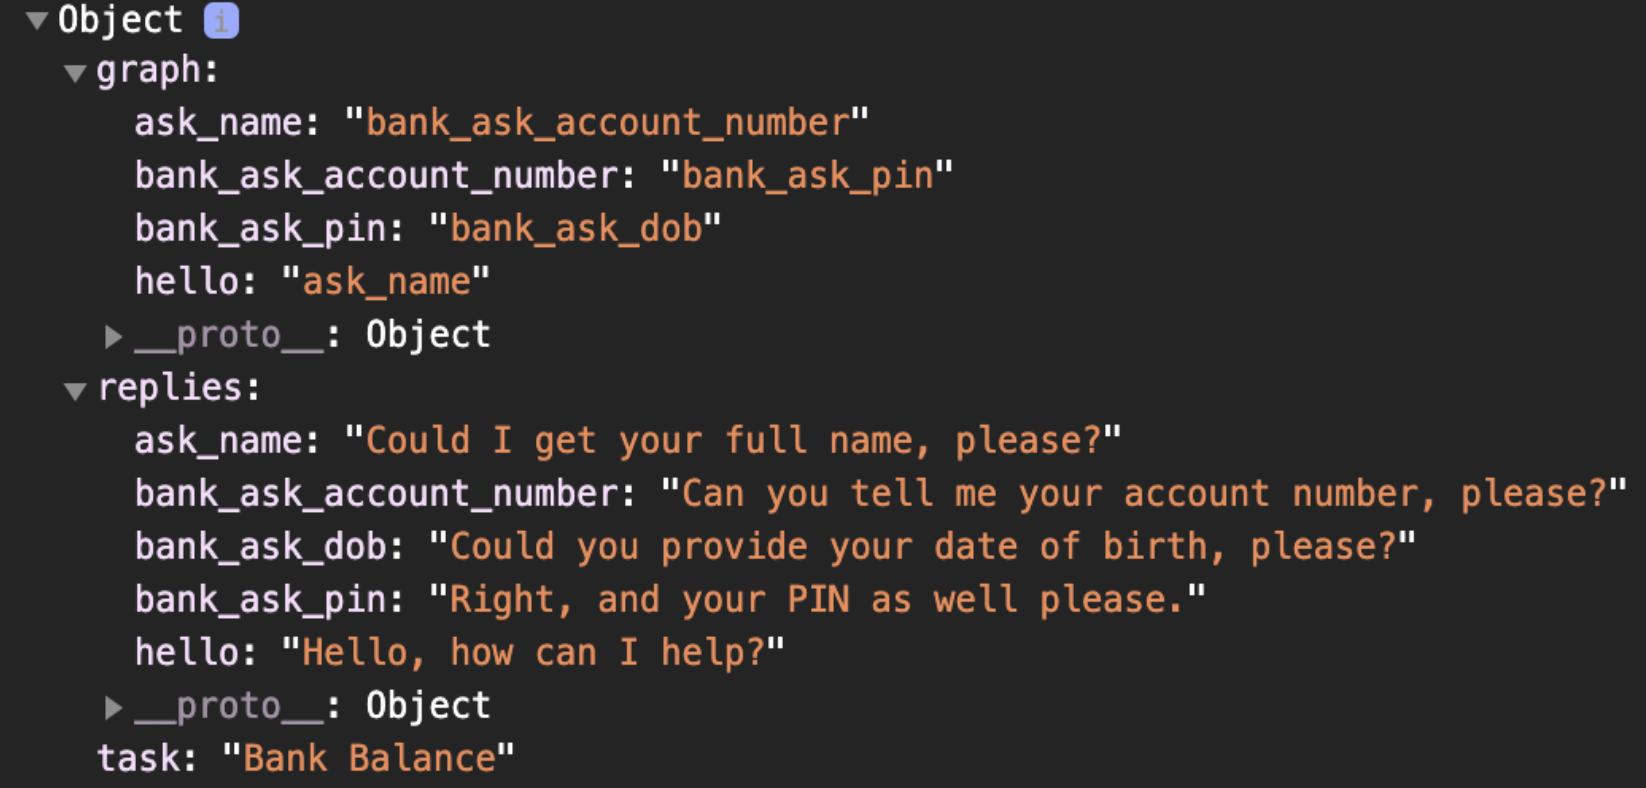 ▼ Object i
▼ graph:
ask_name: "bank_ask_account_number"
bank_ask_account_number: "bank_ask_pin"
bank_ask_pin: "bank_ask_dob"
hello: "ask_name"
▶ __proto__: Object
▼ replies:
ask_name: "Could I get your full name, please?"
bank_ask_account_number: "Can you tell me your account number, please?"
bank_ask_dob: "Could you provide your date of birth, please?"
bank_ask_pin: "Right, and your PIN as well please."
hello: "Hello, how can I help?"
▶ __proto__: Object
task: "Bank Balance"